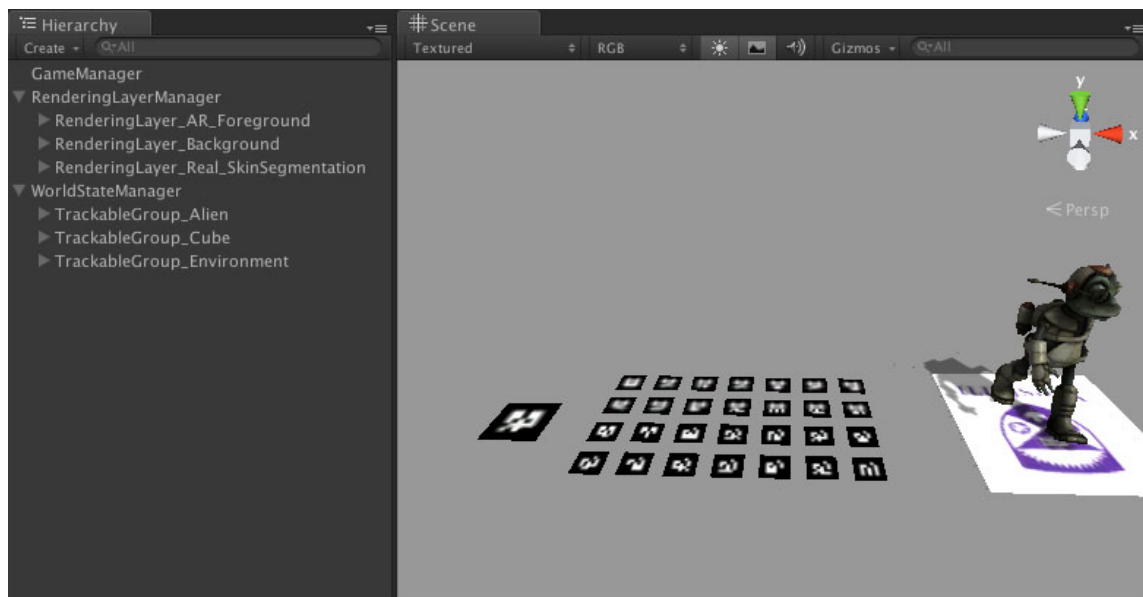 Hierarchy
Create
All
GameManager
RenderingLayerManager
RenderingLayer_AR_Foreground
RenderingLayer_Background
RenderingLayer_Real_SkinSegmentation
WorldStateManager
TrackableGroup_Alien
TrackableGroup_Cube
TrackableGroup_Environment
Scene
Textured
RGB
Gizmos
All
y
x
Persp